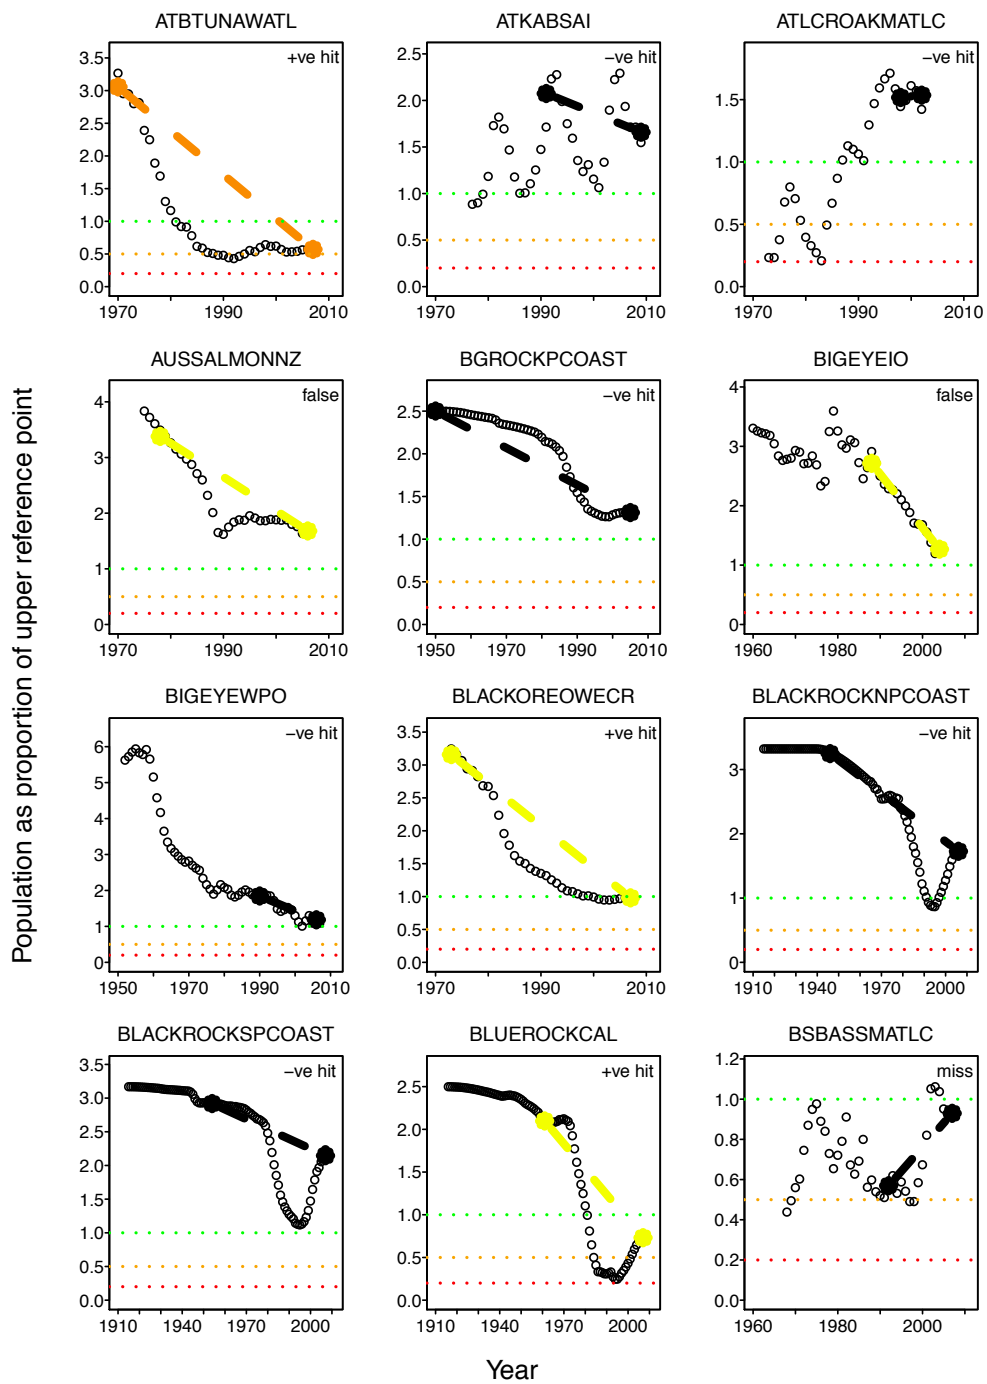 ATBTUNAWATL
+ve hit
3.5
3.0
2.5
2.0
1.5
1.0
0.5
0.0
1970 1990 2010
ATKABSAI
−ve hit
2.5
2.0
1.5
1.0
0.5
0.0
1970 1990 2010
ATLCROAKMATLC
−ve hit
1.5
1.0
0.5
0.0
1970 1990 2010
AUSSALMONNZ
false
4
3
2
1
0
1970 1990 2010
BGROCKPCOAST
−ve hit
2.5
2.0
1.5
1.0
0.5
0.0
1950 1970 1990 2010
BIGEYEIO
false
4
3
2
1
0
1960 1980 2000
BIGEYEWPO
−ve hit
6
5
4
3
2
1
0
1950 1970 1990 2010
BLACKOREOWECR
+ve hit
3.5
3.0
2.5
2.0
1.5
1.0
0.5
0.0
1970 1990 2010
BLACKROCKNPCOAST
−ve hit
3
2
1
0
1910 1940 1970 2000
BLACKROCKSPCOAST
−ve hit
3.5
3.0
2.5
2.0
1.5
1.0
0.5
0.0
1910 1940 1970 2000
BLUEROCKCAL
+ve hit
2.5
2.0
1.5
1.0
0.5
0.0
1910 1940 1970 2000
BSBASSMATLC
miss
1.2
1.0
0.8
0.6
0.4
0.2
0.0
1960 1980 2000
Population as proportion of upper reference point
Year